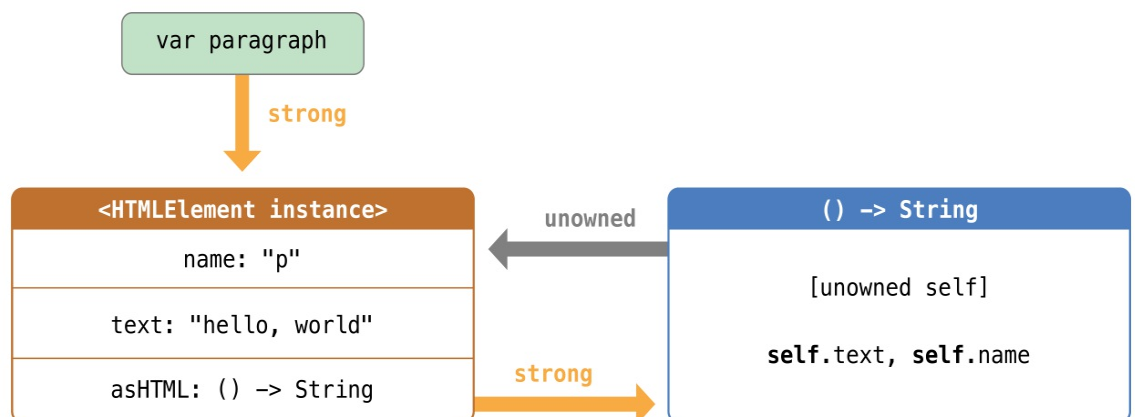 var paragraph
strong
<HTMLElement instance>
name: "p"
text: "hello, world"
asHTML: () -> String
unowned
strong
() -> String
[unowned self]
self.text, self.name